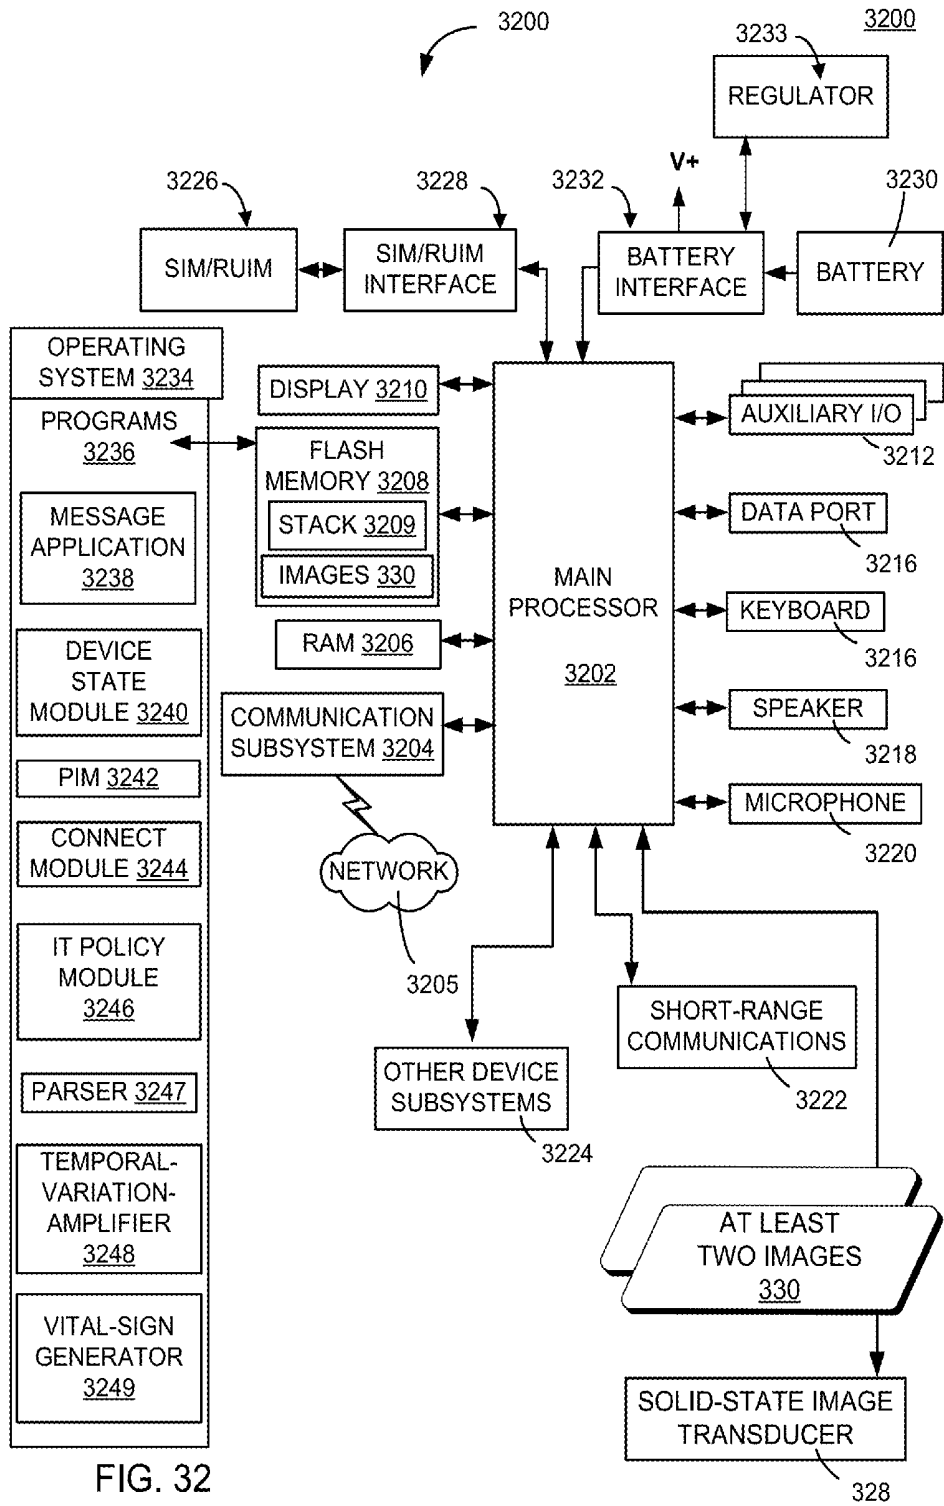 3200
3200
3233
REGULATOR
V+
3226
3228
3232
3230
SIM/RUIM
SIM/RUIM
INTERFACE
BATTERY
INTERFACE
BATTERY
OPERATING
SYSTEM 3234
PROGRAMS
3236
MESSAGE
APPLICATION
3238
DEVICE
STATE
MODULE 3240
PIM 3242
CONNECT
MODULE 3244
IT POLICY
MODULE
3246
PARSER 3247
TEMPORAL-
VARIATION-
AMPLIFIER
3248
VITAL-SIGN
GENERATOR
3249
DISPLAY 3210
FLASH
MEMORY 3208
STACK 3209
IMAGES 330
RAM 3206
COMMUNICATION
SUBSYSTEM 3204
NETWORK
3205
MAIN
PROCESSOR
3202
AUXILIARY I/O
3212
DATA PORT
3216
KEYBOARD
3216
SPEAKER
3218
MICROPHONE
3220
SHORT-RANGE
COMMUNICATIONS
3222
OTHER DEVICE
SUBSYSTEMS
3224
AT LEAST
TWO IMAGES
330
SOLID-STATE IMAGE
TRANSDUCER
328
FIG. 32